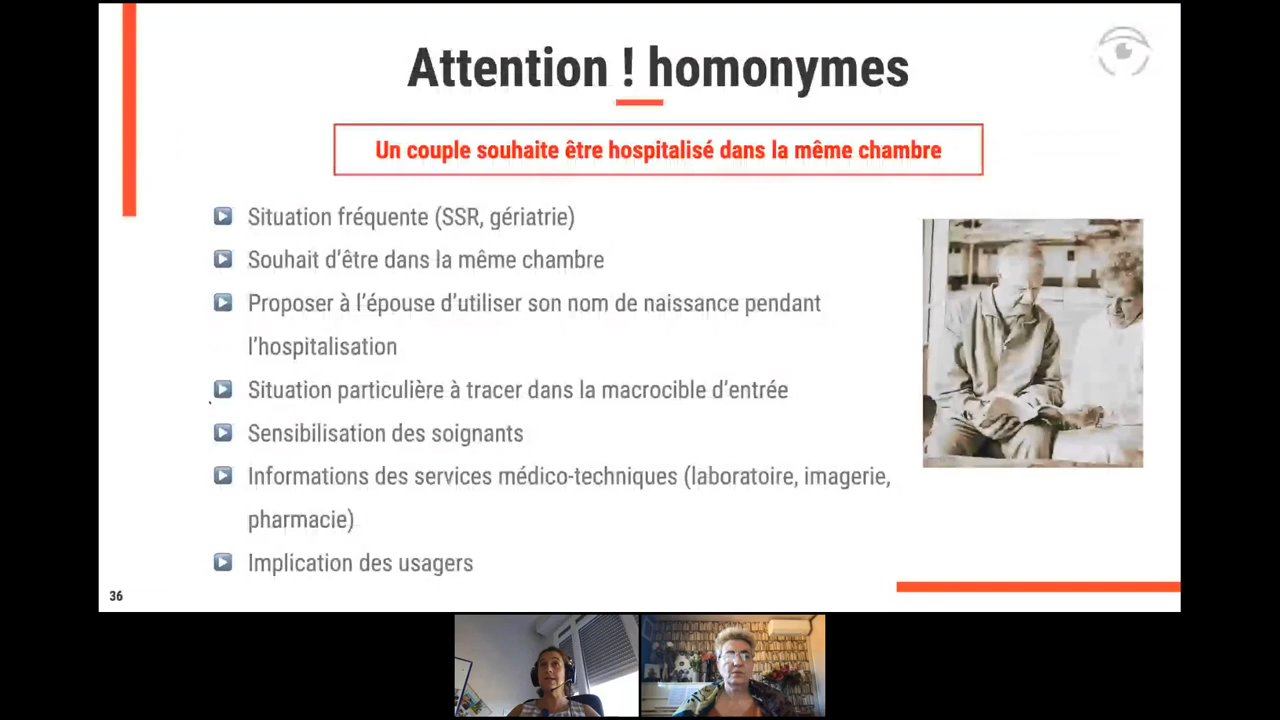 Attention ! homonymes
Un couple souhaite être hospitalisé dans la même chambre
Situation fréquente (SSR, gériatrie)
Souhait d'être dans la même chambre
Proposer à l'épouse d'utiliser son nom de naissance pendant
l'hospitalisation
Situation particulière à tracer dans la macrocible d'entrée
Sensibilisation des soignants
Informations des services médico-techniques (laboratoire, imagerie,
pharmacie)
Implication des usagers
36